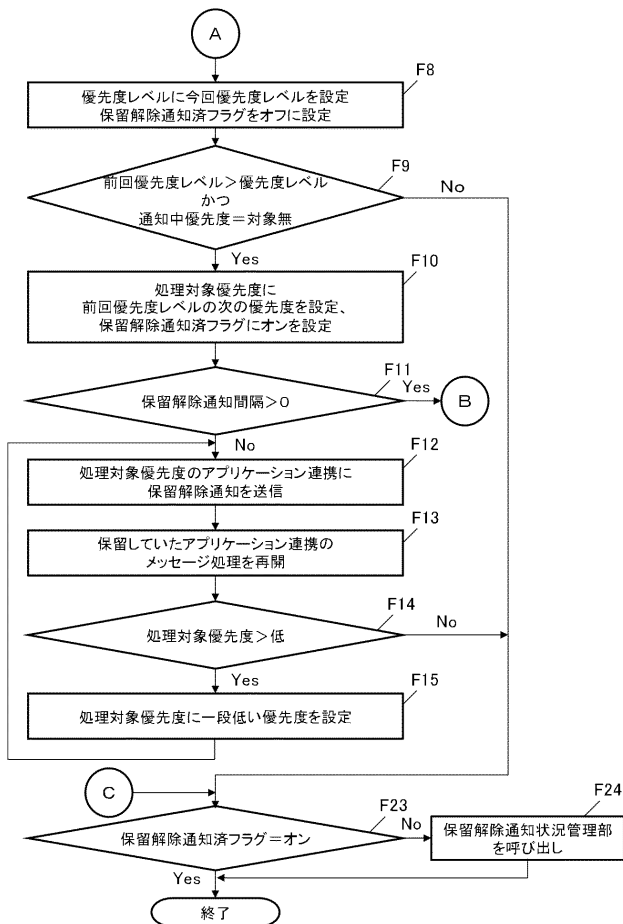 A
F8
優先度レベルに今回優先度レベルを設定
保留解除通知済フラグをオフに設定
F9
前回優先度レベル＞優先度レベル
かつ
通知中優先度＝対象無
No
Yes
F10
処理対象優先度に
前回優先度レベルの次の優先度を設定、
保留解除通知済フラグにオンを設定
F11
保留解除通知間隔＞0
Yes
B
No
F12
処理対象優先度のアプリケーション連携に
保留解除通知を送信
F13
保留していたアプリケーション連携の
メッセージ処理を再開
F14
処理対象優先度＞低
No
Yes
F15
処理対象優先度に一段低い優先度を設定
C
F23
保留解除通知済フラグ＝オン
No
F24
保留解除通知状況管理部
を呼び出し
Yes
終了